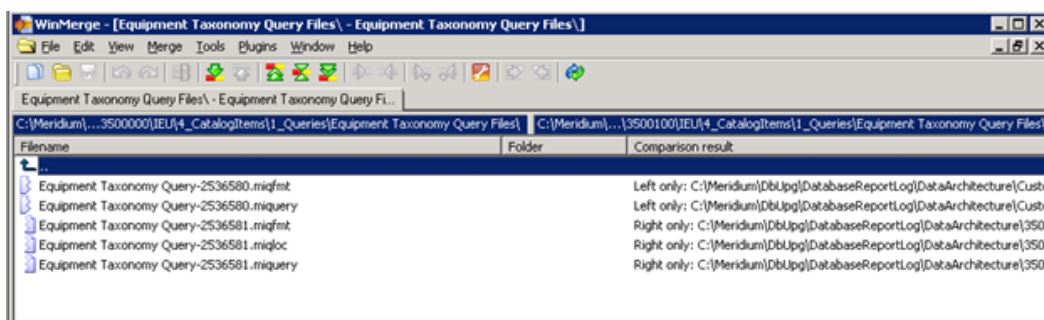 WinMerge - [Equipment Taxonomy Query Files\ - Equipment Taxonomy Query Files\]
File Edit View Merge Tools Plugins Window Help
Equipment Taxonomy Query Files\ - Equipment Taxonomy Query Fi...
C:\Meridium\...3500000\IEU\4_CatalogItems\1_Queries\Equipment Taxonomy Query Files\ C:\Meridium\...\3500100\IEU\4_CatalogItems\1_Queries\Equipment Taxonomy Query Files\
Filename Folder Comparison result
..
Equipment Taxonomy Query-2536580.miqfmt Left only: C:\Meridium\DbUpg\DatabaseReportLog\DataArchitecture\Cust
Equipment Taxonomy Query-2536580.miquery Left only: C:\Meridium\DbUpg\DatabaseReportLog\DataArchitecture\Cust
Equipment Taxonomy Query-2536581.miqfmt Right only: C:\Meridium\DbUpg\DatabaseReportLog\DataArchitecture\350
Equipment Taxonomy Query-2536581.miqloc Right only: C:\Meridium\DbUpg\DatabaseReportLog\DataArchitecture\350
Equipment Taxonomy Query-2536581.miquery Right only: C:\Meridium\DbUpg\DatabaseReportLog\DataArchitecture\350